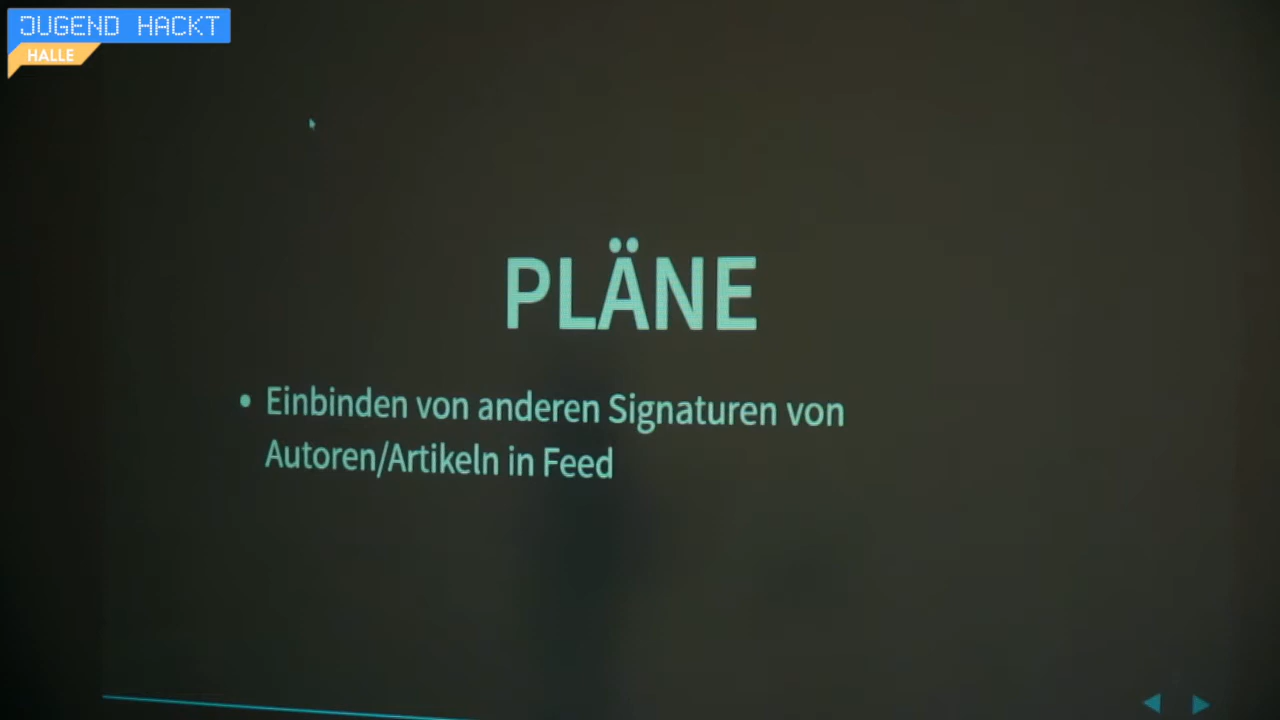 JUGEND HACKT
HALLE
PLÄNE
• Einbinden von anderen Signaturen von
Autoren/Artikeln in Feed